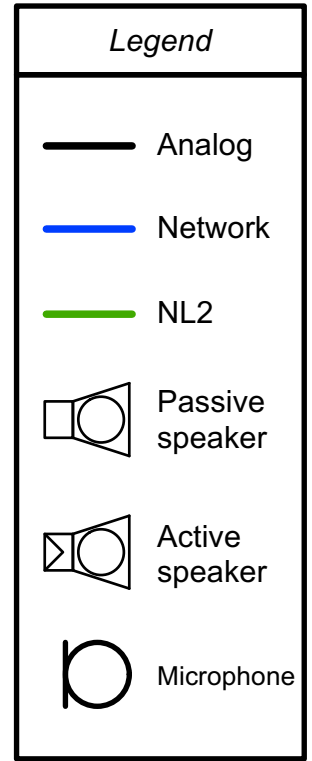 Legend
Analog
Network
NL2
Passive
speaker
Active
speaker
Microphone